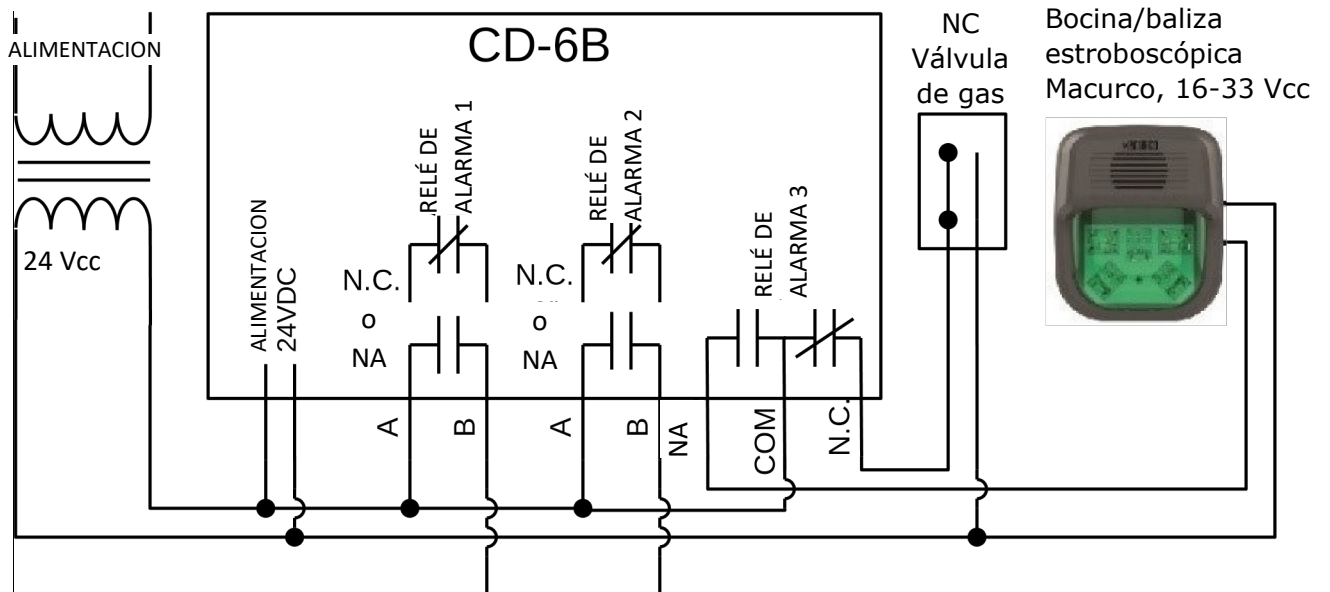 ALIMENTACION
24 Vcc
CD-6B
ALIMENTACION
24VDC
RELÉ DE
ALARMA 1
N.C.
o
NA
RELÉ DE
ALARMA 2
N.C.
o
NA
RELÉ DE
ALARMA 3
A
B
A
B
NA
COM
N.C.
NC
Válvula
de gas
Bocina/baliza
estroboscópica
Macurco, 16-33 Vcc